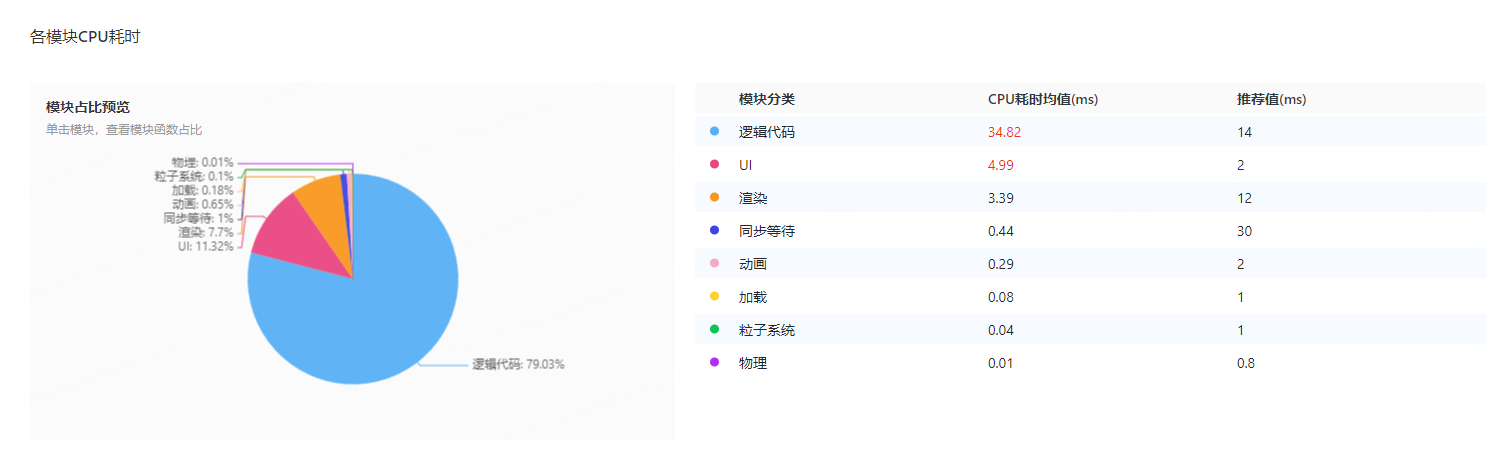 各模块CPU耗时
模块占比预览
单击模块，查看模块函数占比
物理: 0.01%
粒子系统: 0.1%
加载: 0.18%
动画: 0.65%
同步等待: 1%
渲染: 7.7%
UI: 11.32%
逻辑代码: 79.03%
模块分类 CPU耗时均值(ms) 推荐值(ms)
逻辑代码 34.82 14
UI 4.99 2
渲染 3.39 12
同步等待 0.44 30
动画 0.29 2
加载 0.08 1
粒子系统 0.04 1
物理 0.01 0.8